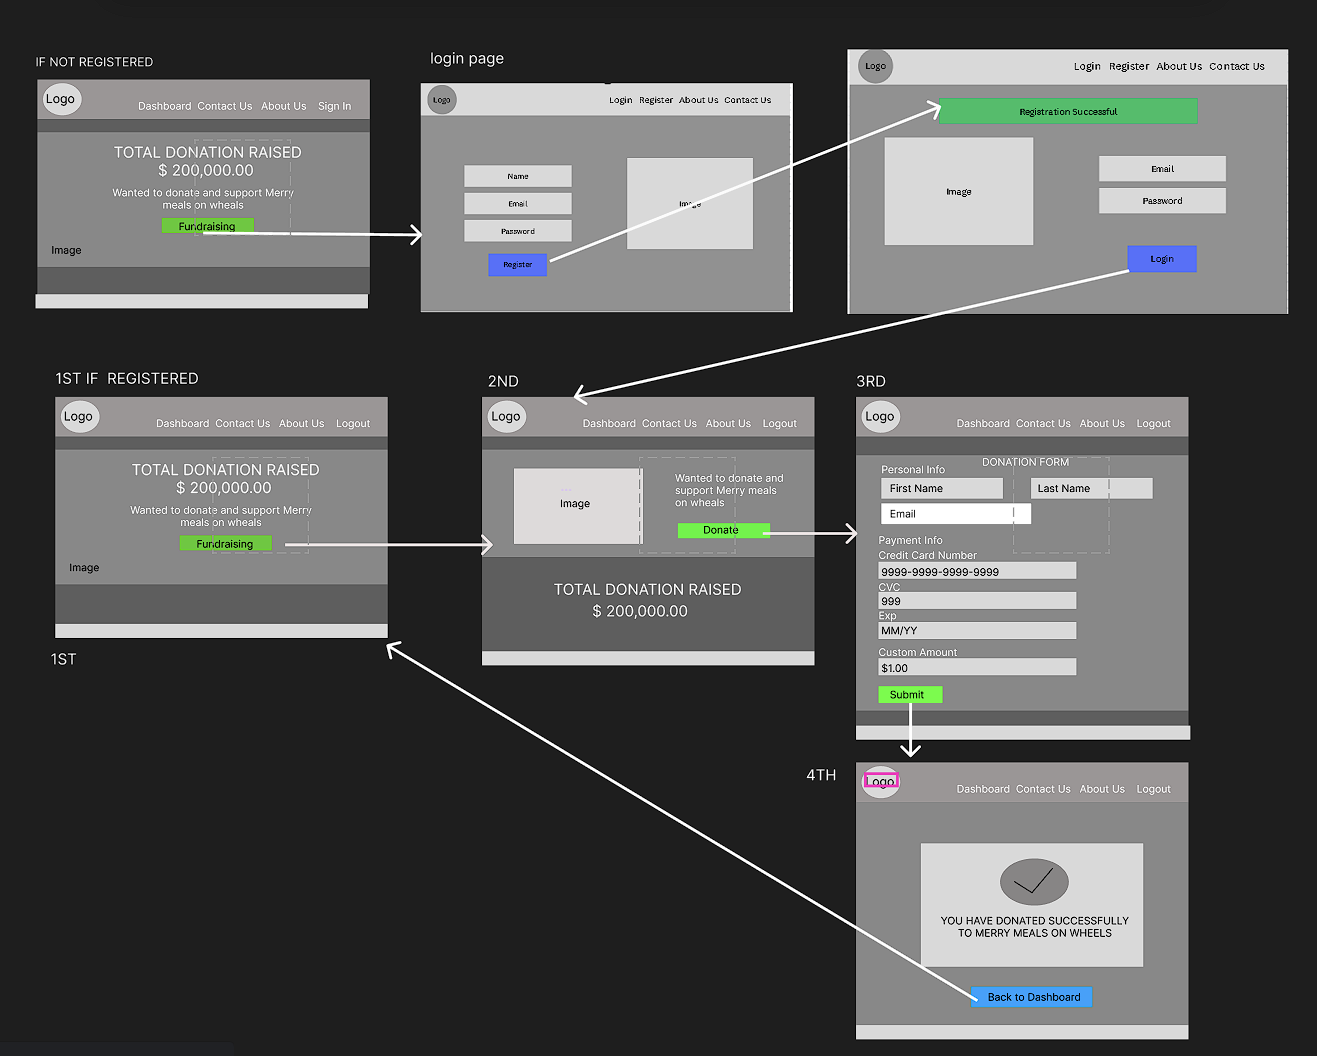 IF NOT REGISTERED
Logo
Dashboard Contact Us About Us Sign In
TOTAL DONATION RAISED
$ 200,000.00
Wanted to donate and support Merry
meals on wheals
Fundraising
Image
login page
Logo
Login Register About Us Contact Us
Name
Email
Password
Register
Image
Logo
Login Register About Us Contact Us
Registration Successful
Image
Email
Password
Login
1ST IF REGISTERED
Logo
Dashboard Contact Us About Us Logout
TOTAL DONATION RAISED
$ 200,000.00
Wanted to donate and support Merry
meals on wheals
Fundraising
Image
1ST
2ND
Logo
Dashboard Contact Us About Us Logout
Image
Wanted to donate and
support Merry meals
on wheals
Donate
TOTAL DONATION RAISED
$ 200,000.00
3RD
Logo
Dashboard Contact Us About Us Logout
DONATION FORM
Personal Info
First Name
Last Name
Email
Payment Info
Credit Card Number
9999-9999-9999-9999
CVC
999
Exp
MM/YY
Custom Amount
$1.00
Submit
4TH
Logo
Dashboard Contact Us About Us Logout
YOU HAVE DONATED SUCCESSFULLY
TO MERRY MEALS ON WHEELS
Back to Dashboard